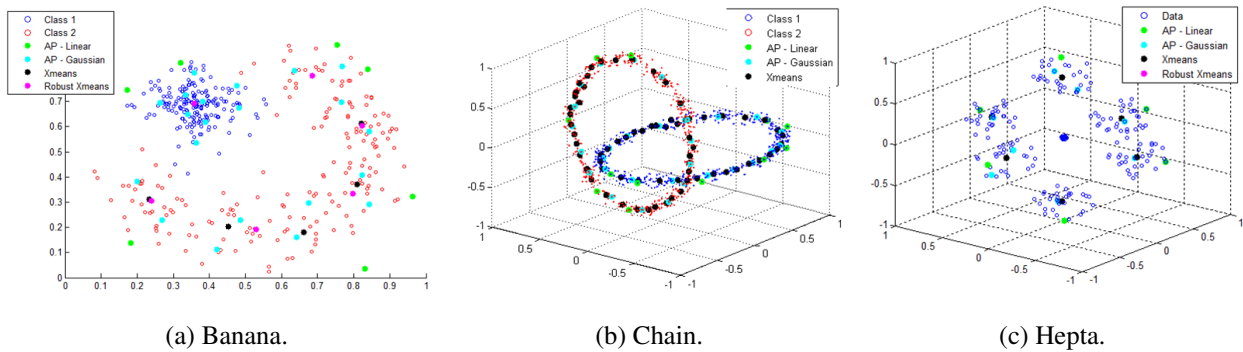 Class 1
Class 2
AP - Linear
AP - Gaussian
Xmeans
Robust Xmeans
0.7
0.6
0.5
0.4
0.3
0.2
0.1
0
0 0.1 0.2 0.3 0.4 0.5 0.6 0.7 0.8 0.9 1
(a) Banana.
Class 1
Class 2
AP - Linear
AP - Gaussian
Xmeans
1
0.5
0
-0.5
-1
1 0.5 0 -0.5 -1
-1 -0.5 0 0.5 1
(b) Chain.
Data
AP - Linear
AP - Gaussian
Xmeans
Robust Xmeans
1
0.5
0
-0.5
-1
1 0.5 0 -0.5 -1
-1 -0.5 0 0.5 1
(c) Hepta.